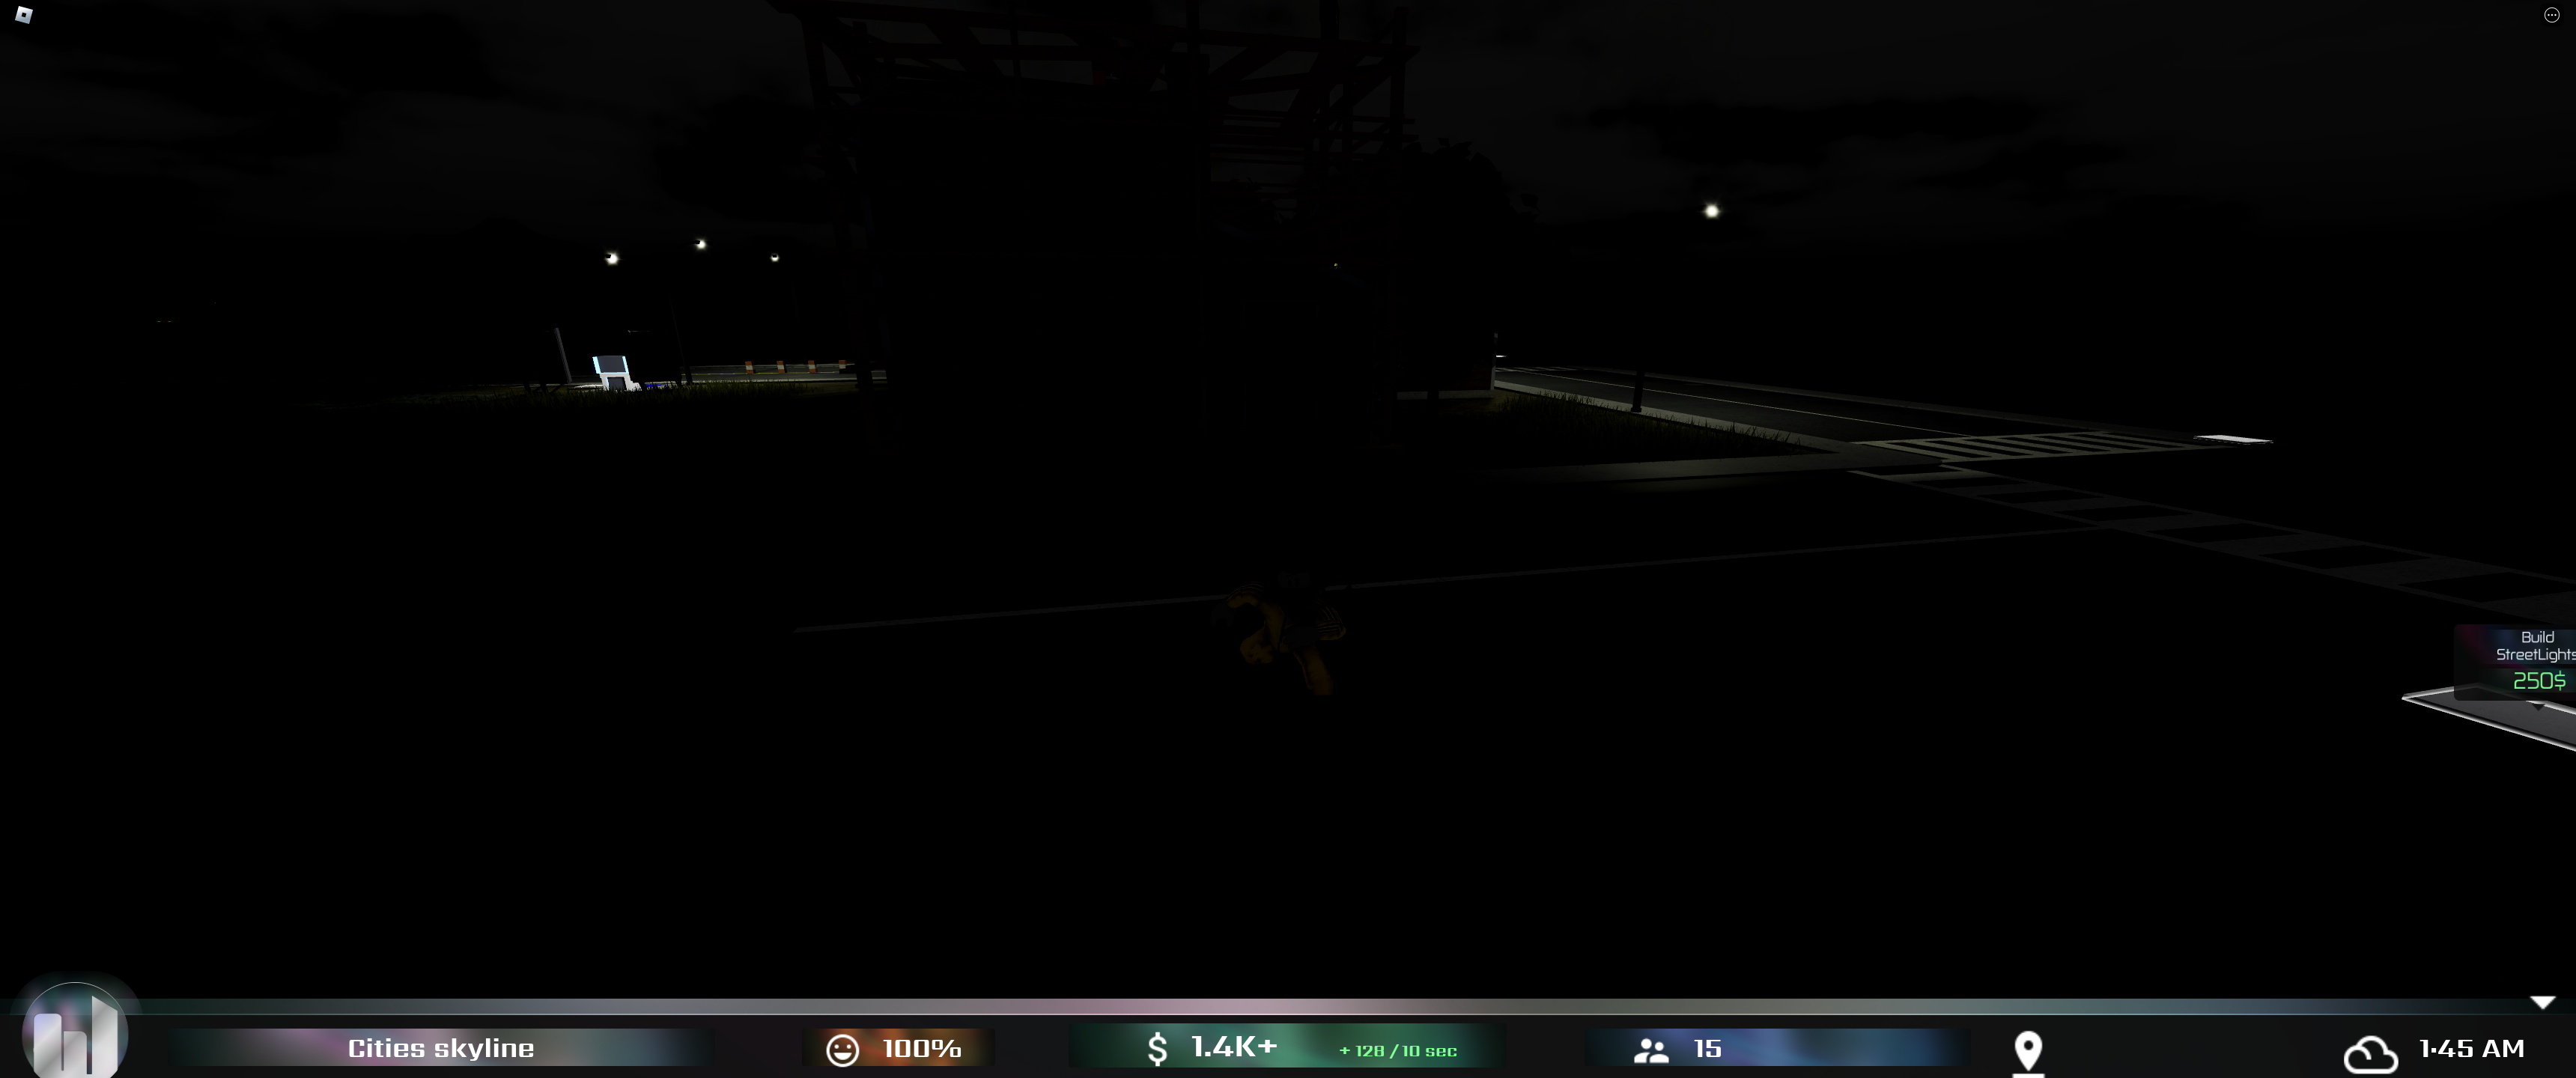 Build
StreetLights
250$
Cities skyline
100%
$ 1.4K+
+ 128 / 10 sec
15
1:45 AM